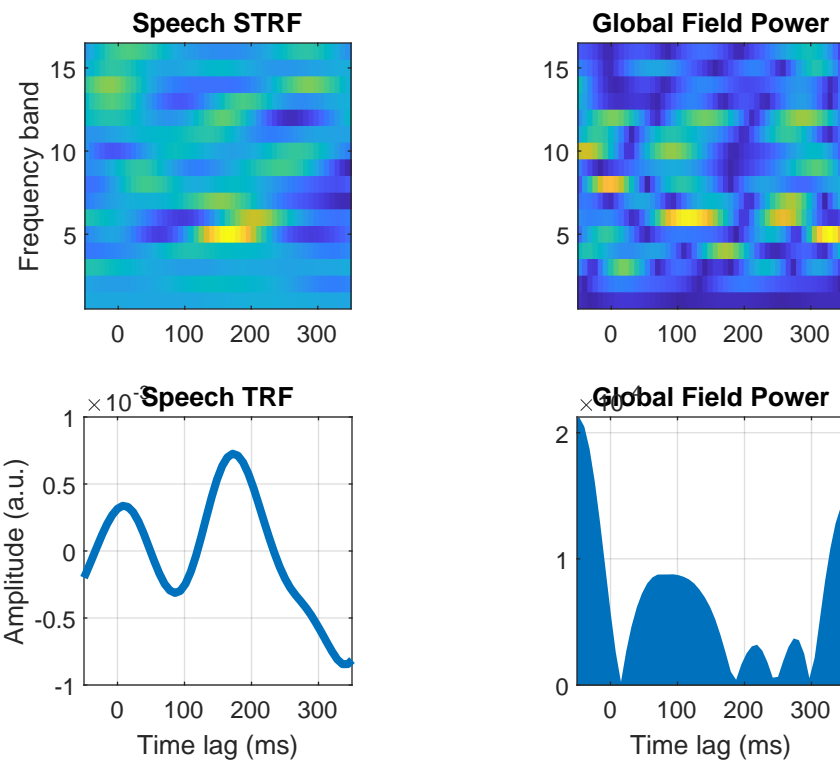 Speech STRF
Global Field Power
Frequency band
15
10
5
0 100 200 300
15
10
5
0 100 200 300
Speech TRF
Global Field Power
× 10
Amplitude (a.u.)
1
0.5
0
-0.5
-1
0 100 200 300
Time lag (ms)
2
1
0
0 100 200 300
Time lag (ms)